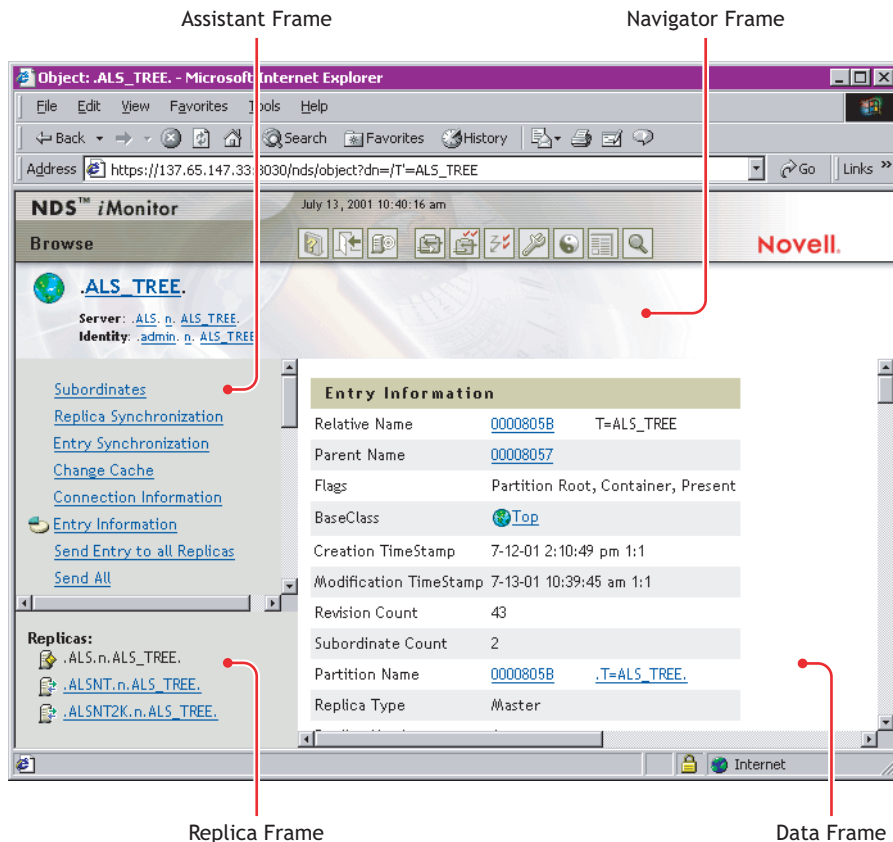 Assistant Frame
Navigator Frame
Object: .ALS_TREE. - Microsoft Internet Explorer
File Edit View Favorites Tools Help
Back Search Favorites History
Address https://137.65.147.33:8030/nds/object?dn=/T'=ALS_TREE Go Links »
NDS™ iMonitor July 13, 2001 10:40:16 am
Browse Novell.
.ALS_TREE.
Server: .ALS. n. ALS_TREE.
Identity: .admin. n. ALS_TREE
Subordinates
Replica Synchronization
Entry Synchronization
Change Cache
Connection Information
Entry Information
Send Entry to all Replicas
Send All
Replicas:
.ALS.n.ALS_TREE.
.ALSNT.n.ALS_TREE.
.ALSNT2K.n.ALS_TREE.
Entry Information
Relative Name 0000805B T=ALS_TREE
Parent Name 00008057
Flags Partition Root, Container, Present
BaseClass Top
Creation TimeStamp 7-12-01 2:10:49 pm 1:1
Modification TimeStamp 7-13-01 10:39:45 am 1:1
Revision Count 43
Subordinate Count 2
Partition Name 0000805B .T=ALS_TREE.
Replica Type Master
Internet
Replica Frame
Data Frame